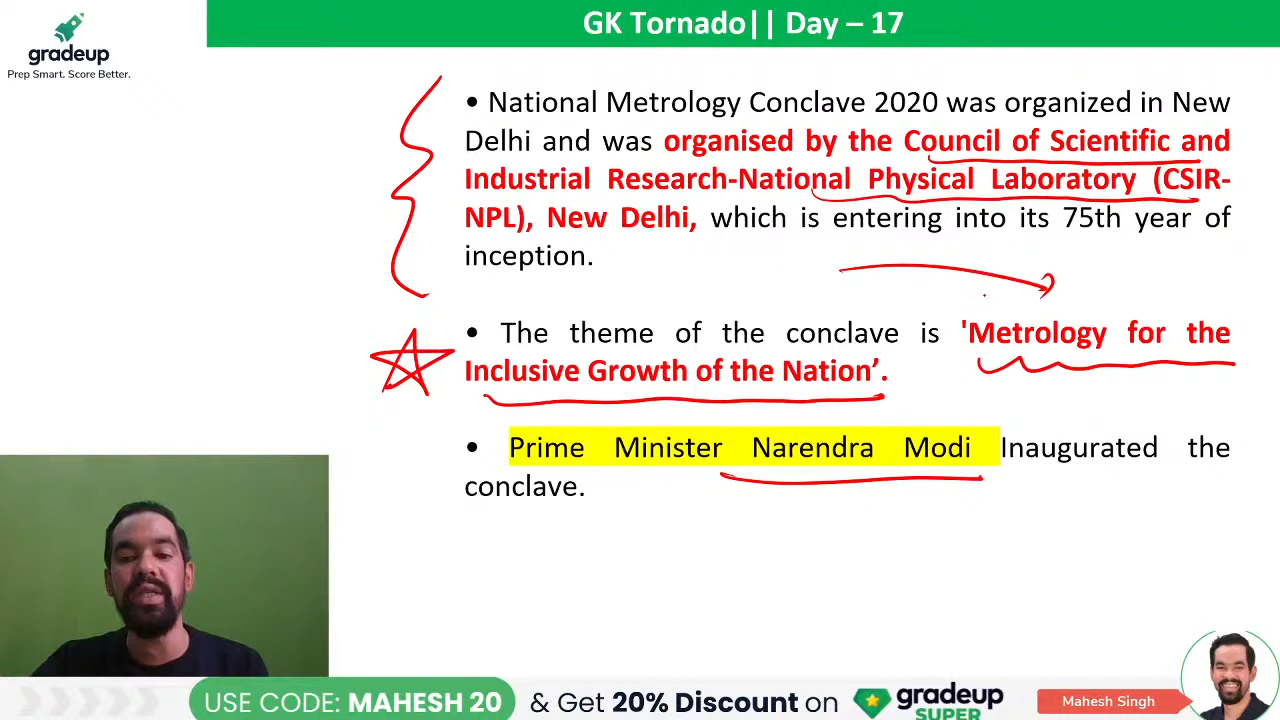 GK Tornado|| Day – 17
gradeup
Prep Smart. Score Better.
• National Metrology Conclave 2020 was organized in New
Delhi and was organised by the Council of Scientific and
Industrial Research-National Physical Laboratory (CSIR-
NPL), New Delhi, which is entering into its 75th year of
inception.
• The theme of the conclave is 'Metrology for the
Inclusive Growth of the Nation’.
• Prime Minister Narendra Modi Inaugurated the
conclave.
USE CODE: MAHESH 20 & Get 20% Discount on gradeup
SUPER
Mahesh Singh